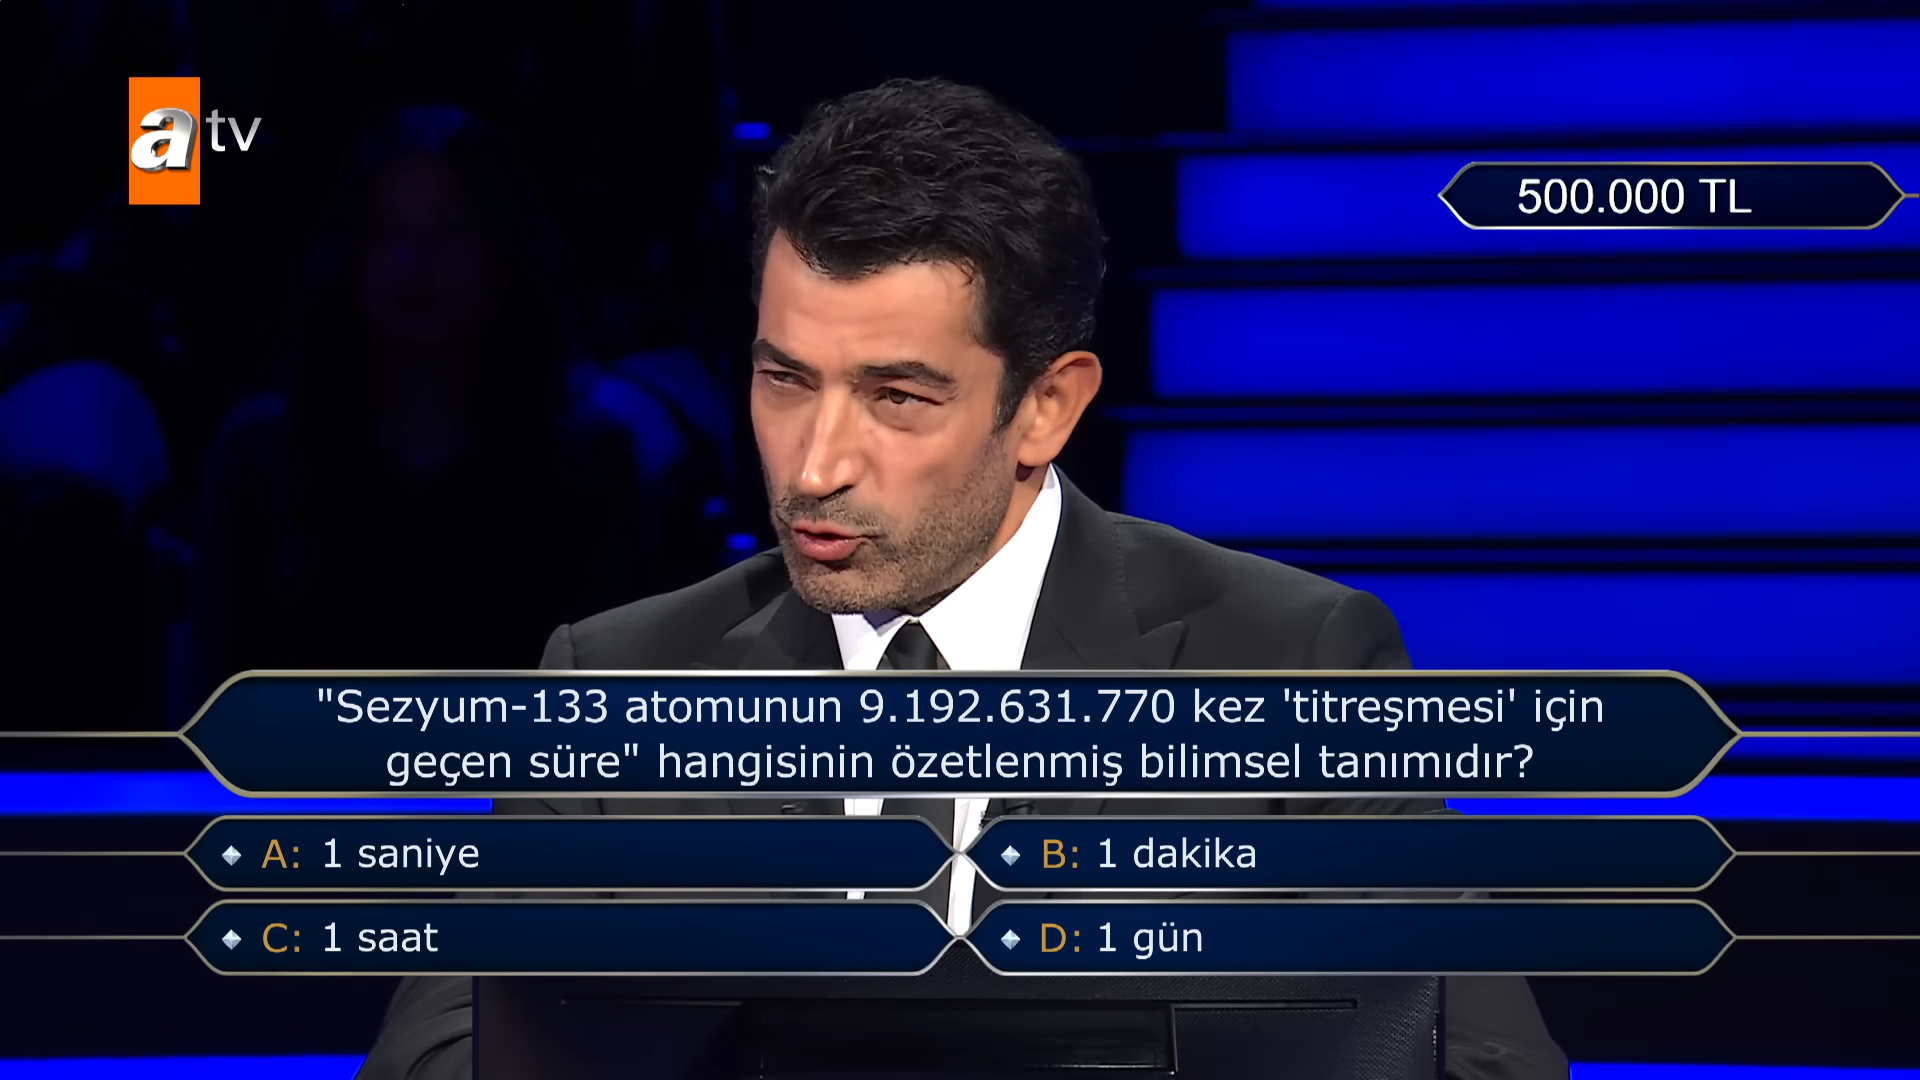 atv
500.000 TL
"Sezyum-133 atomunun 9.192.631.770 kez 'titreşmesi' için
geçen süre" hangisinin özetlenmiş bilimsel tanımıdır?
A: 1 saniye
B: 1 dakika
C: 1 saat
D: 1 gün